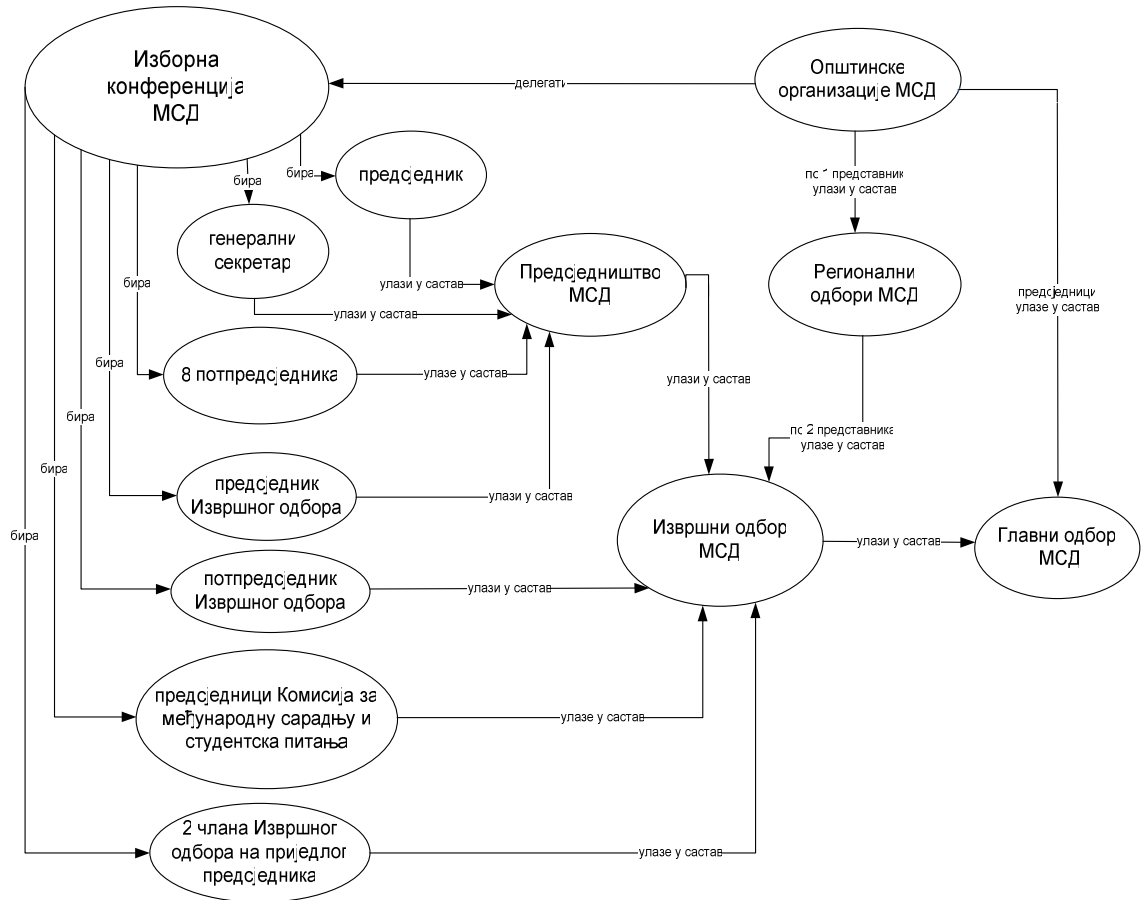 Изборна
конференција
МСД
Општинске
организације МСД
делегати
бира
предсједник
бира
по 1 представник
улази у састав
генерални
секретар
Предсједништво
МСД
Регионални
одбори МСД
бира
улази у састав
предсједници
улазе у састав
улази у састав
бира
8 потпредсједника
улазе у састав
улази у састав
бира
по 2 представника
улазе у састав
бира
предсједник
Извршног одбора
улази у састав
бира
Извршни одбор
МСД
улази у састав
Главни одбор
МСД
потпредсједник
Извршног одбора
улази у састав
предсједници Комисија за
међународну сарадњу и
студентска питања
улазе у састав
2 члана Извршног
одбора на приједлог
предсједника
улазе у састав